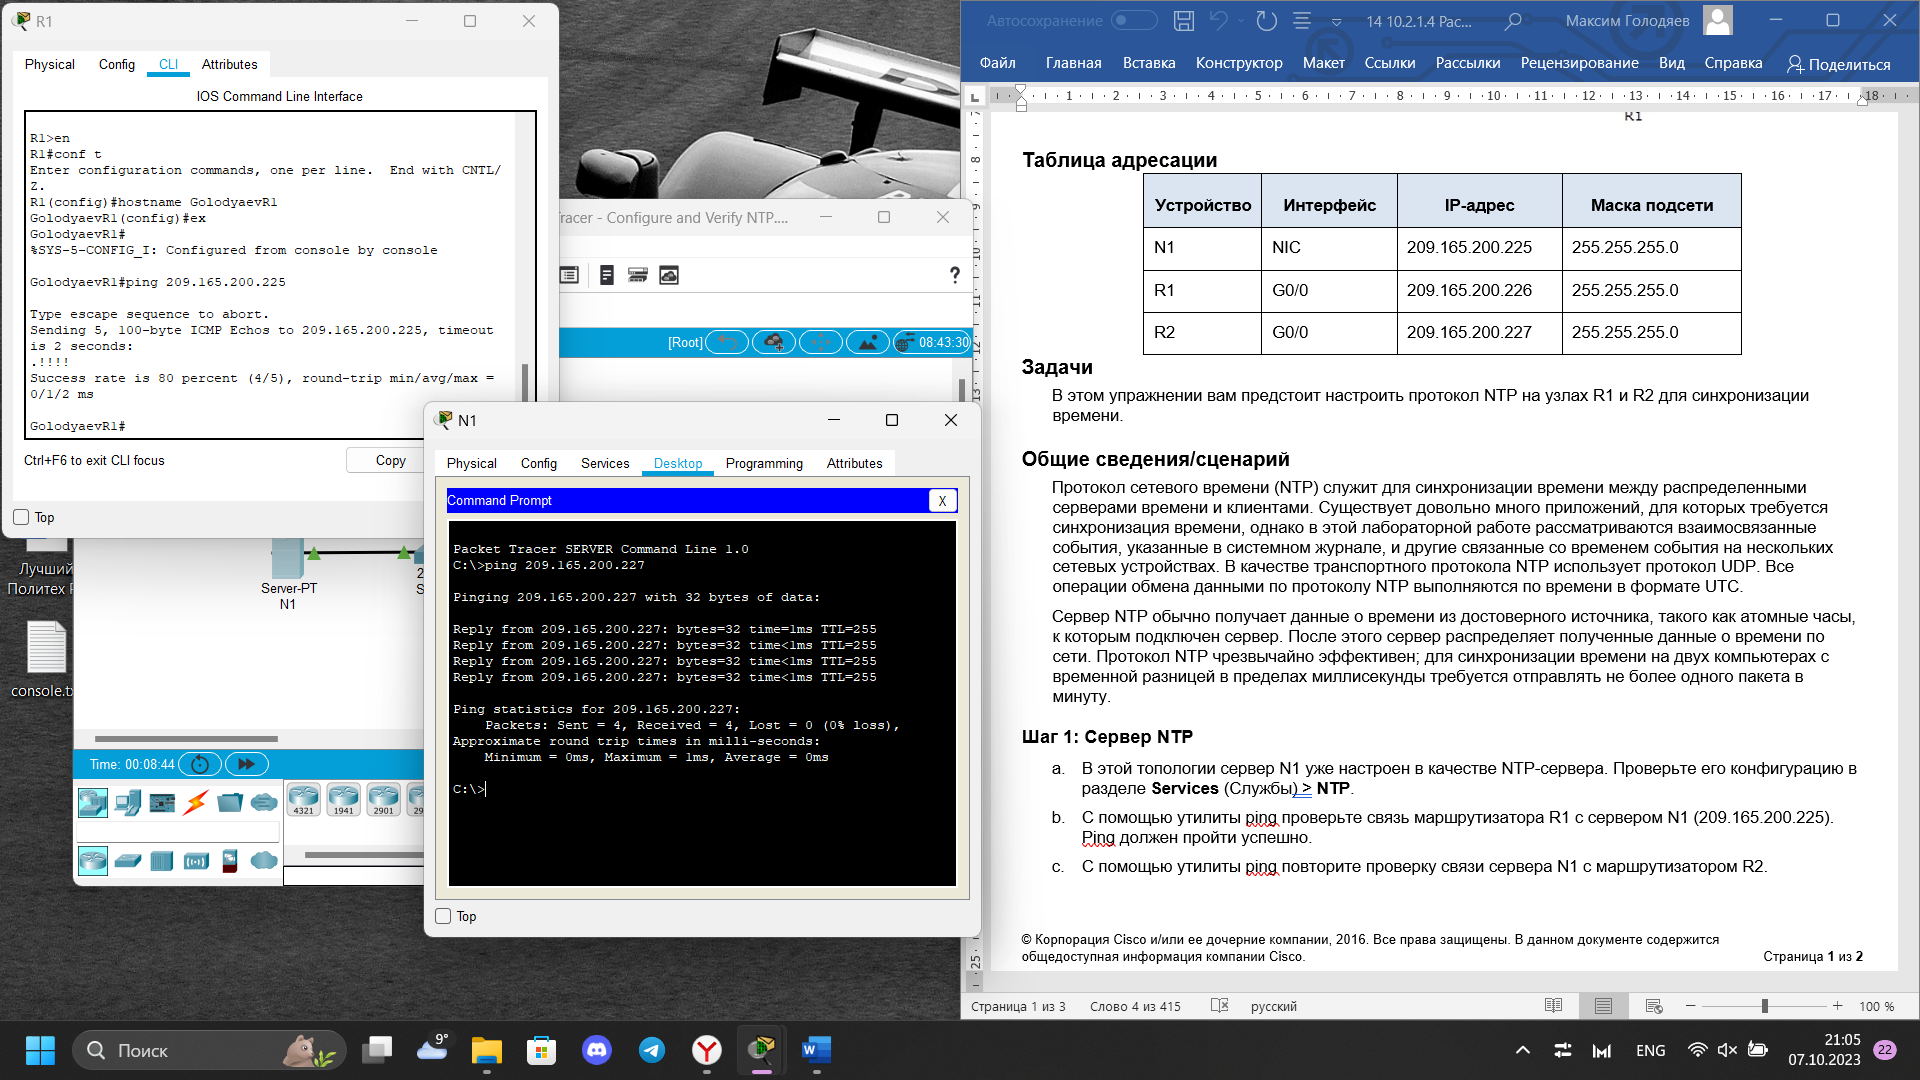 R1
Physical Config CLI Attributes
IOS Command Line Interface
R1>en
R1#conf t
Enter configuration commands, one per line.  End with CNTL/
Z.
R1(config)#hostname GolodyaevR1
GolodyaevR1(config)#ex
GolodyaevR1#
%SYS-5-CONFIG_I: Configured from console by console
GolodyaevR1#ping 209.165.200.225
Type escape sequence to abort.
Sending 5, 100-byte ICMP Echos to 209.165.200.225, timeout
is 2 seconds:
.!!!!
Success rate is 80 percent (4/5), round-trip min/avg/max =
0/1/2 ms
GolodyaevR1#
Ctrl+F6 to exit CLI focus
Copy
Top
racer - Configure and Verify NTP....
?
[Root]
08:43:30
Лучший
Политех
console.t
Server-PT
N1
Time: 00:08:44
4321 1941 2901
N1
Physical Config Services Desktop Programming Attributes
Command Prompt
X
Packet Tracer SERVER Command Line 1.0
C:\>ping 209.165.200.227
Pinging 209.165.200.227 with 32 bytes of data:
Reply from 209.165.200.227: bytes=32 time=1ms TTL=255
Reply from 209.165.200.227: bytes=32 time<1ms TTL=255
Reply from 209.165.200.227: bytes=32 time<1ms TTL=255
Reply from 209.165.200.227: bytes=32 time<1ms TTL=255
Ping statistics for 209.165.200.227:
Packets: Sent = 4, Received = 4, Lost = 0 (0% loss),
Approximate round trip times in milli-seconds:
Minimum = 0ms, Maximum = 1ms, Average = 0ms
C:\>
Top
Автосохранение
14 10.2.1.4 Рас...
Максим Голодяев
Файл Главная Вставка Конструктор Макет Ссылки Рассылки Рецензирование Вид Справка Поделиться
1 2 3 4 5 6 7 8 9 10 11 12 13 14 15 16 17 18
R1
Таблица адресации
Устройство Интерфейс IP-адрес Маска подсети
N1 NIC 209.165.200.225 255.255.255.0
R1 G0/0 209.165.200.226 255.255.255.0
R2 G0/0 209.165.200.227 255.255.255.0
Задачи
В этом упражнении вам предстоит настроить протокол NTP на узлах R1 и R2 для синхронизации
времени.
Общие сведения/сценарий
Протокол сетевого времени (NTP) служит для синхронизации времени между распределенными
серверами времени и клиентами. Существует довольно много приложений, для которых требуется
синхронизация времени, однако в этой лабораторной работе рассматриваются взаимосвязанные
события, указанные в системном журнале, и другие связанные со временем события на нескольких
сетевых устройствах. В качестве транспортного протокола NTP использует протокол UDP. Все
операции обмена данными по протоколу NTP выполняются по времени в формате UTC.
Сервер NTP обычно получает данные о времени из достоверного источника, такого как атомные часы,
к которым подключен сервер. После этого сервер распределяет полученные данные о времени по
сети. Протокол NTP чрезвычайно эффективен; для синхронизации времени на двух компьютерах с
временной разницей в пределах миллисекунды требуется отправлять не более одного пакета в
минуту.
Шаг 1: Сервер NTP
a. В этой топологии сервер N1 уже настроен в качестве NTP-сервера. Проверьте его конфигурацию в
разделе Services (Службы) > NTP.
b. С помощью утилиты ping проверьте связь маршрутизатора R1 с сервером N1 (209.165.200.225).
Ping должен пройти успешно.
c. С помощью утилиты ping повторите проверку связи сервера N1 с маршрутизатором R2.
© Корпорация Cisco и/или ее дочерние компании, 2016. Все права защищены. В данном документе содержится
общедоступная информация компании Cisco.
Страница 1 из 2
Страница 1 из 3 Слово 4 из 415 русский 100 %
Поиск
9°
ENG
21:05
07.10.2023
22